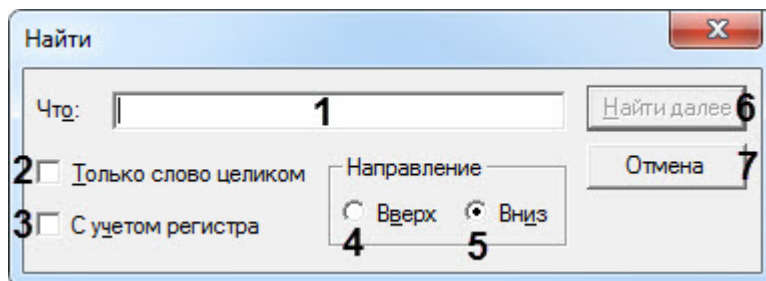 Найти
Что: 1 Найти далее 6
2 Только слово целиком Направление Отмена 7
3 С учетом регистра Вверх Вниз
4 5